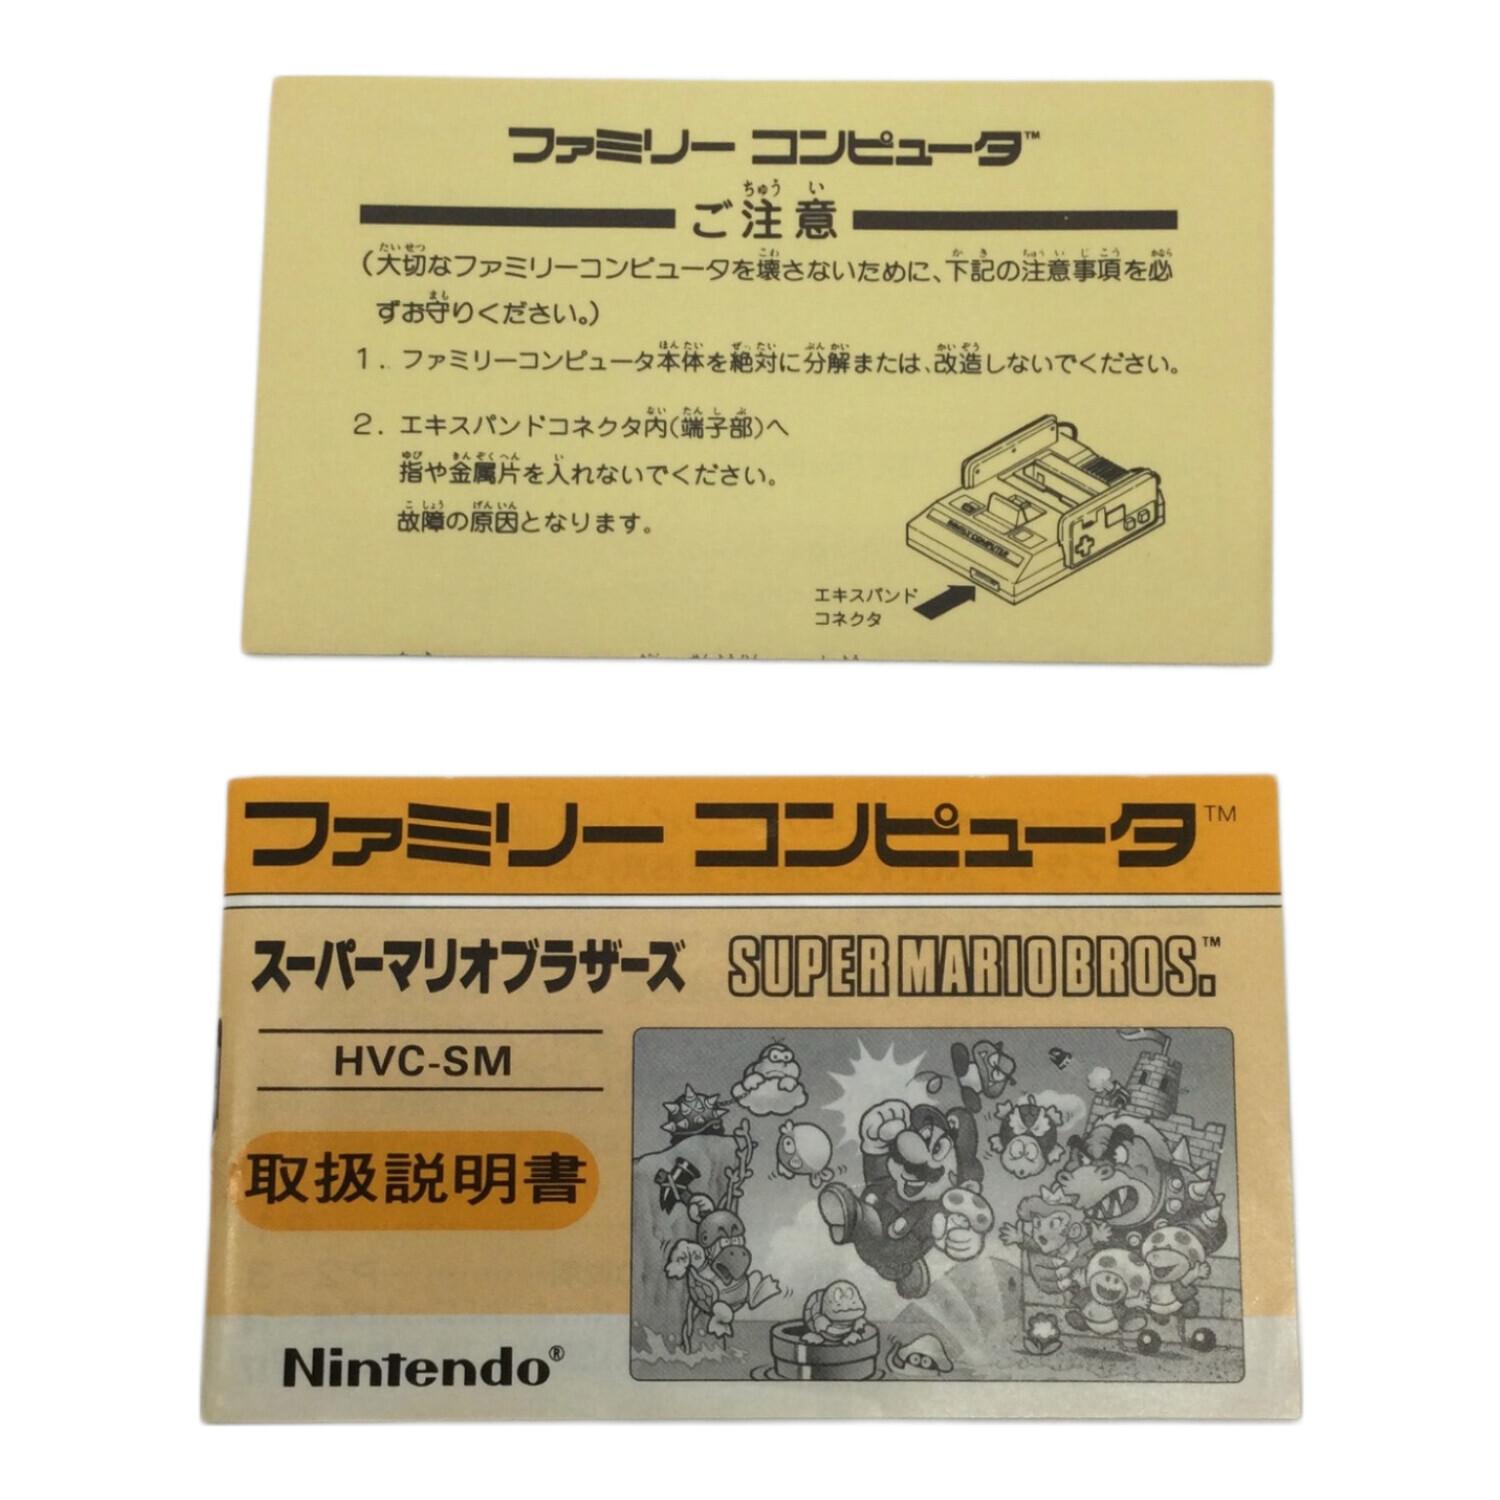 ファミリー コンピュータ™
ご注意
(大切なファミリーコンピュータを壊さないために、下記の注意事項を必
ずお守りください。)
1. ファミリーコンピュータ本体を絶対に分解または、改造しないでください。
2. エキスパンドコネクタ内(端子部)へ
指や金属片を入れないでください。
故障の原因となります。
FAMILY COMPUTER
エキスパンド
コネクタ
ファミリー コンピュータ™
スーパーマリオブラザーズ SUPER MARIO BROS.™
HVC-SM
取扱説明書
Nintendo®